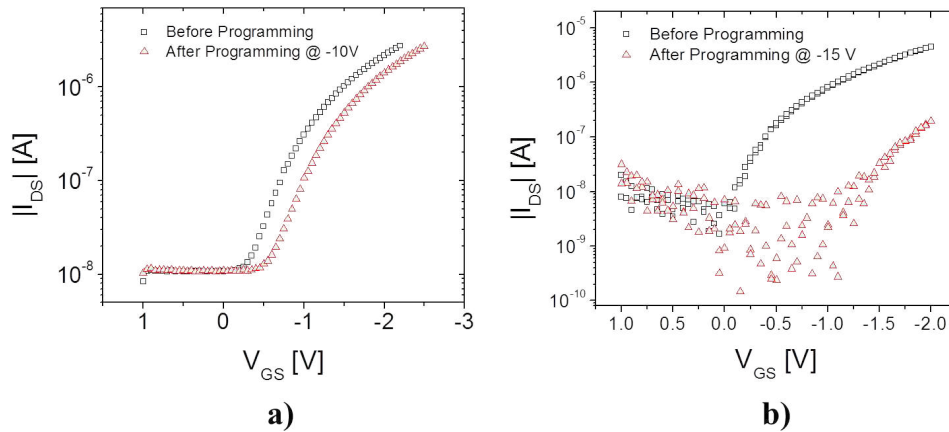 Before Programming
After Programming @ -10V
|I_DS| [A]
10^-6
10^-7
10^-8
1
0
-1
-2
-3
V_GS [V]
a)
Before Programming
After Programming @ -15 V
|I_DS| [A]
10^-5
10^-6
10^-7
10^-8
10^-9
10^-10
1.0
0.5
0.0
-0.5
-1.0
-1.5
-2.0
V_GS [V]
b)